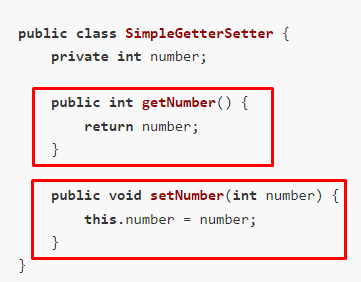 public class SimpleGetterSetter {
private int number;
public int getNumber() {
return number;
}
public void setNumber(int number) {
this.number = number;
}
}